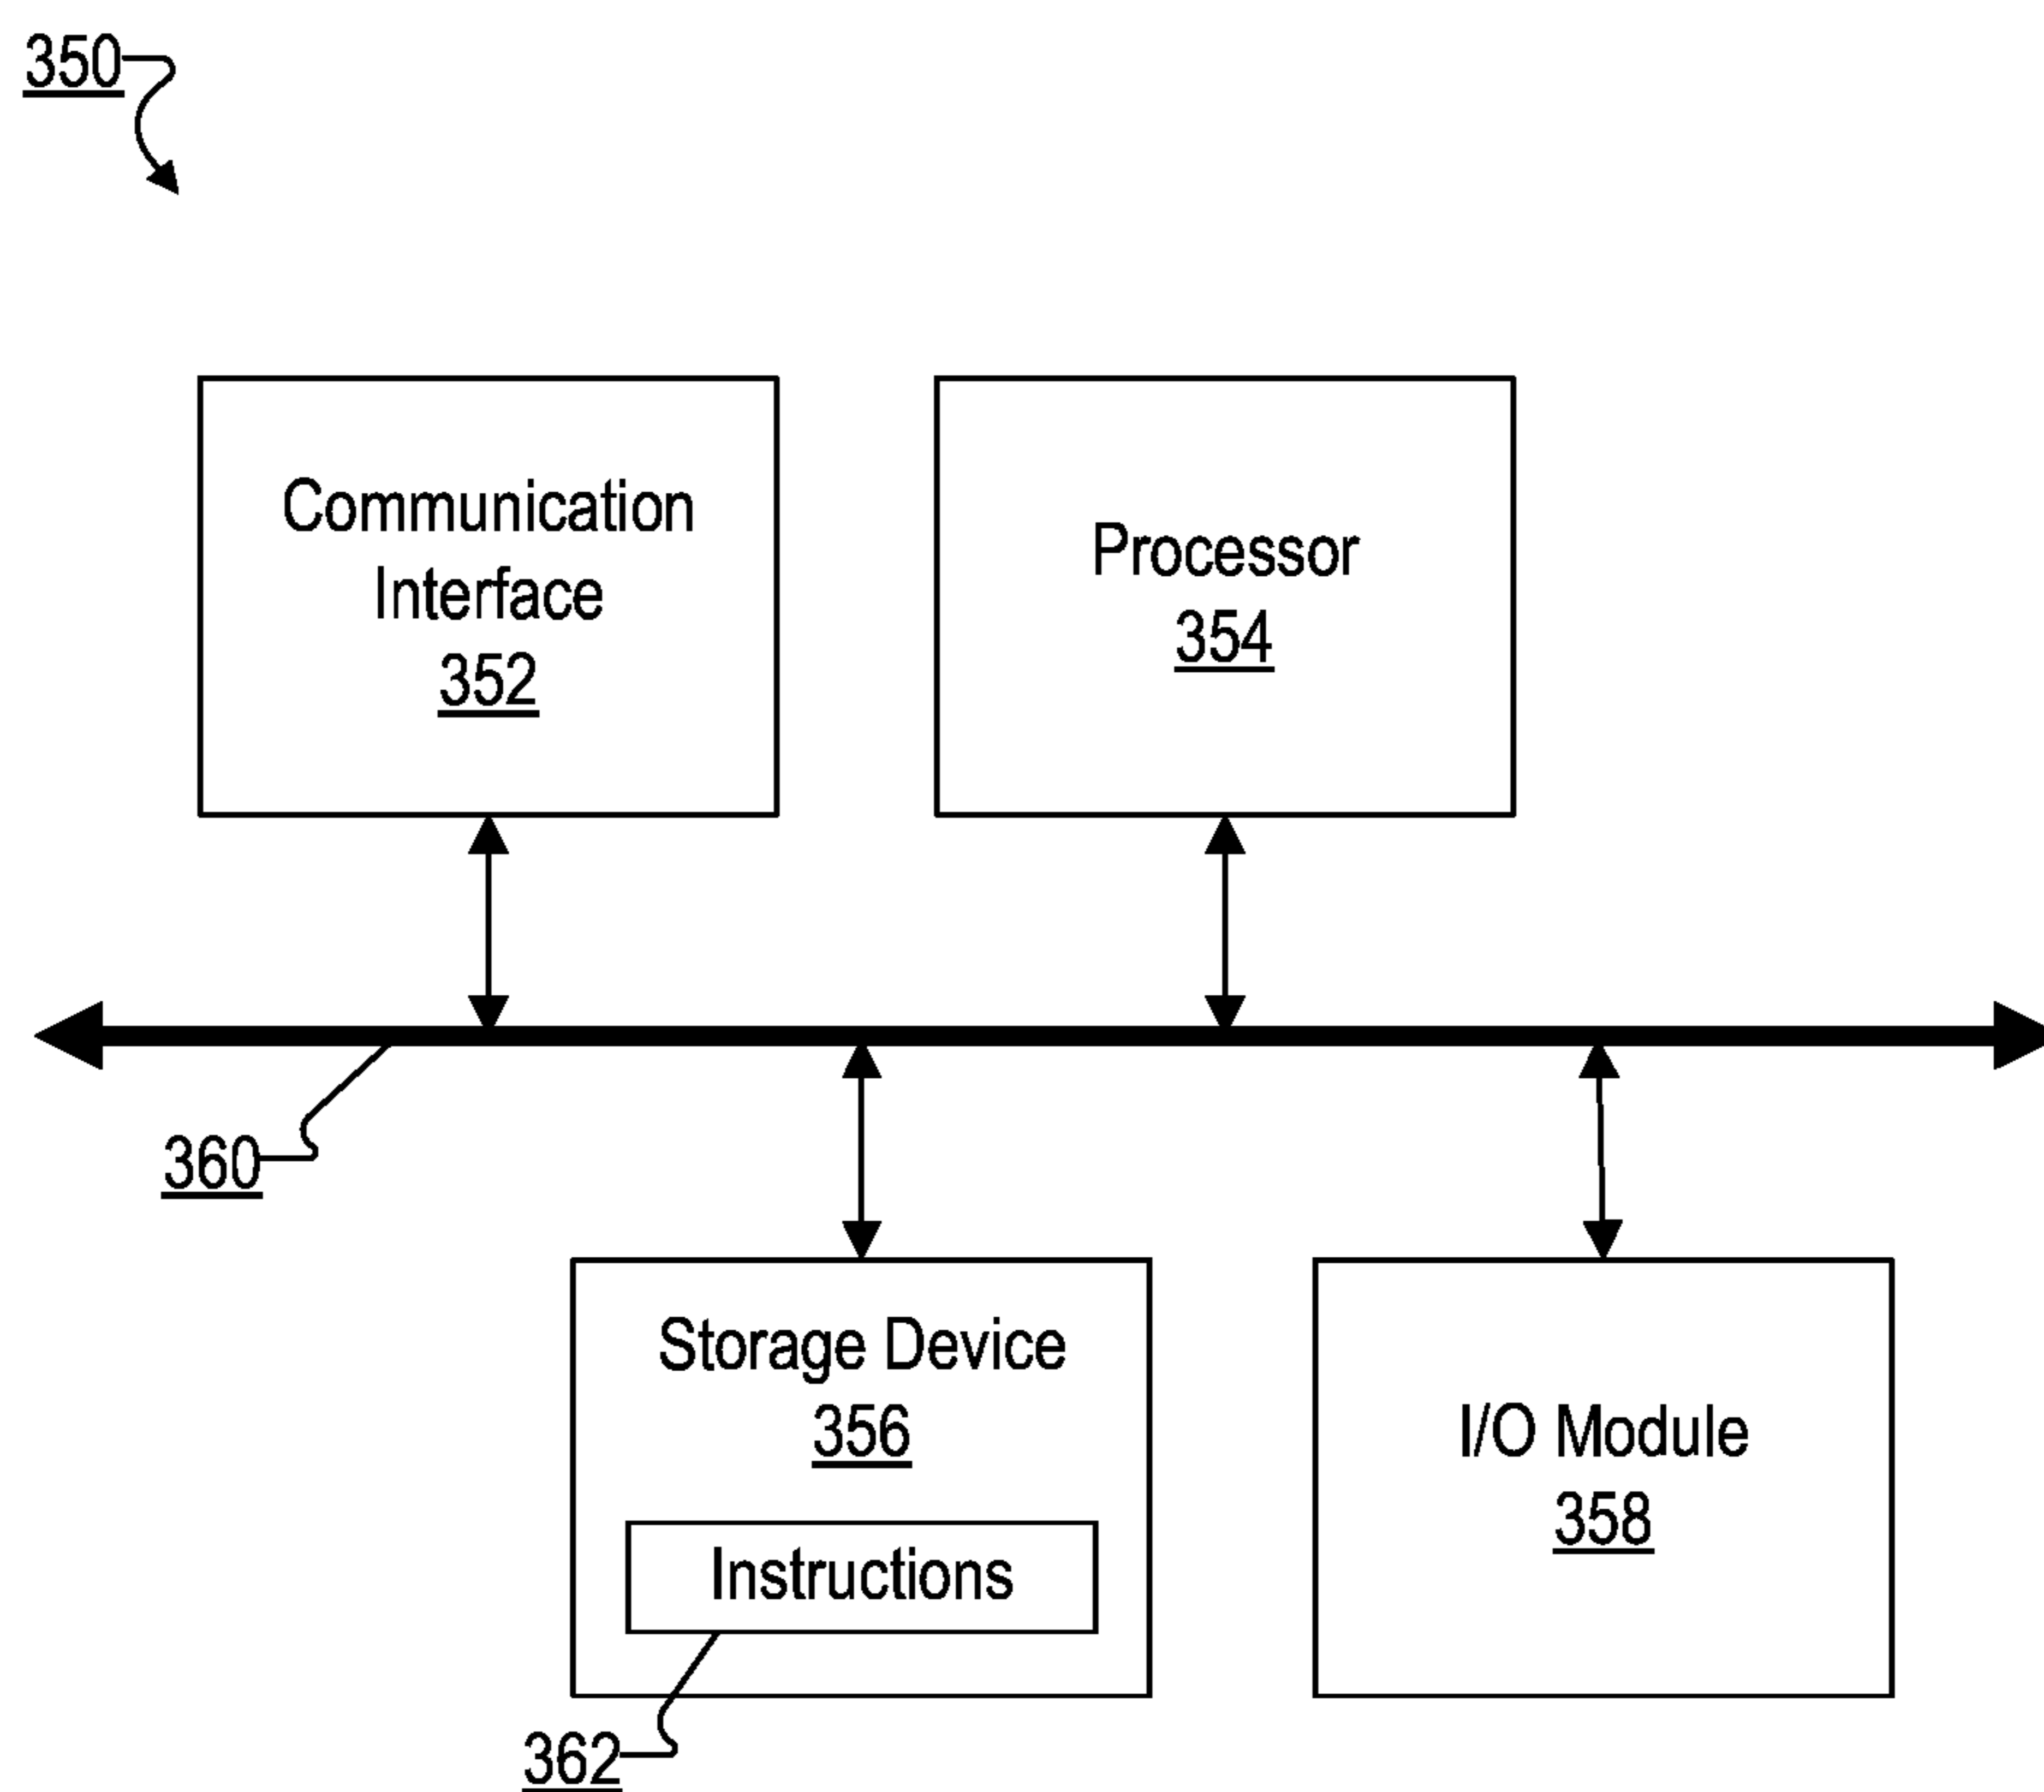 350
Communication
Interface
352
Processor
354
360
Storage Device
356
Instructions
362
I/O Module
358